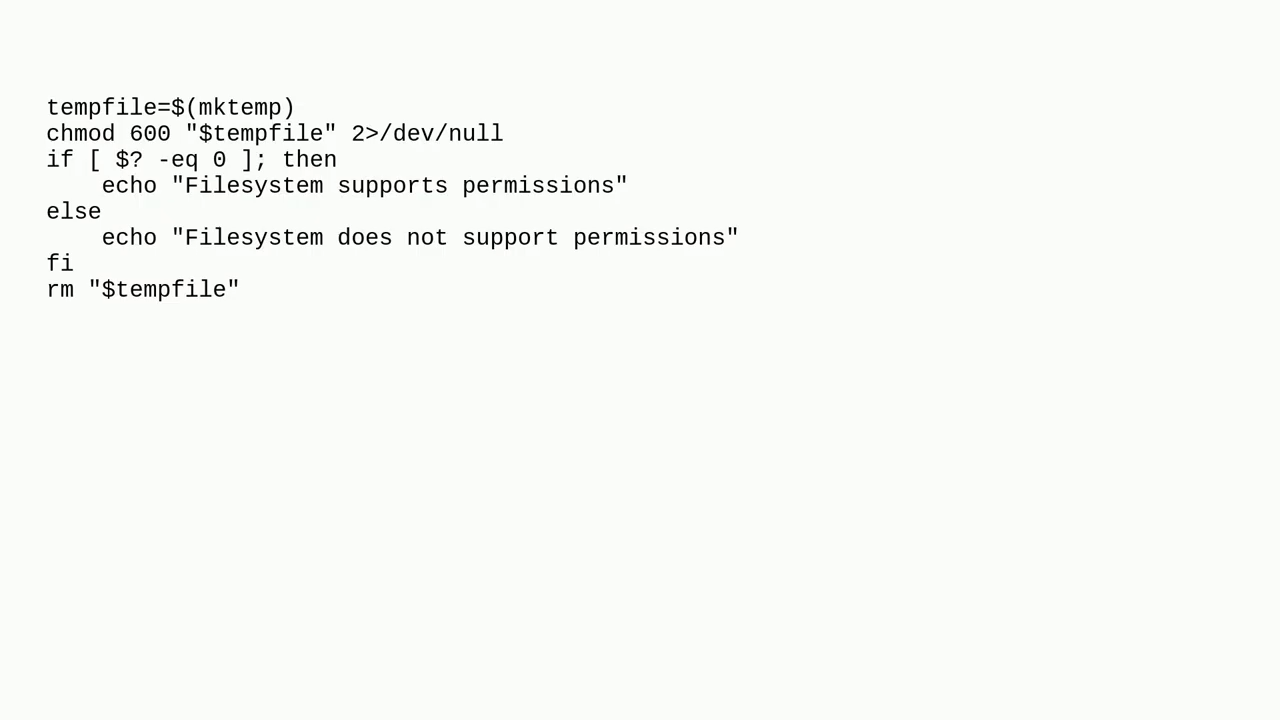 tempfile=$(mktemp)
chmod 600 "$tempfile" 2>/dev/null
if [ $? -eq 0 ]; then
    echo "Filesystem supports permissions"
else
    echo "Filesystem does not support permissions"
fi
rm "$tempfile"